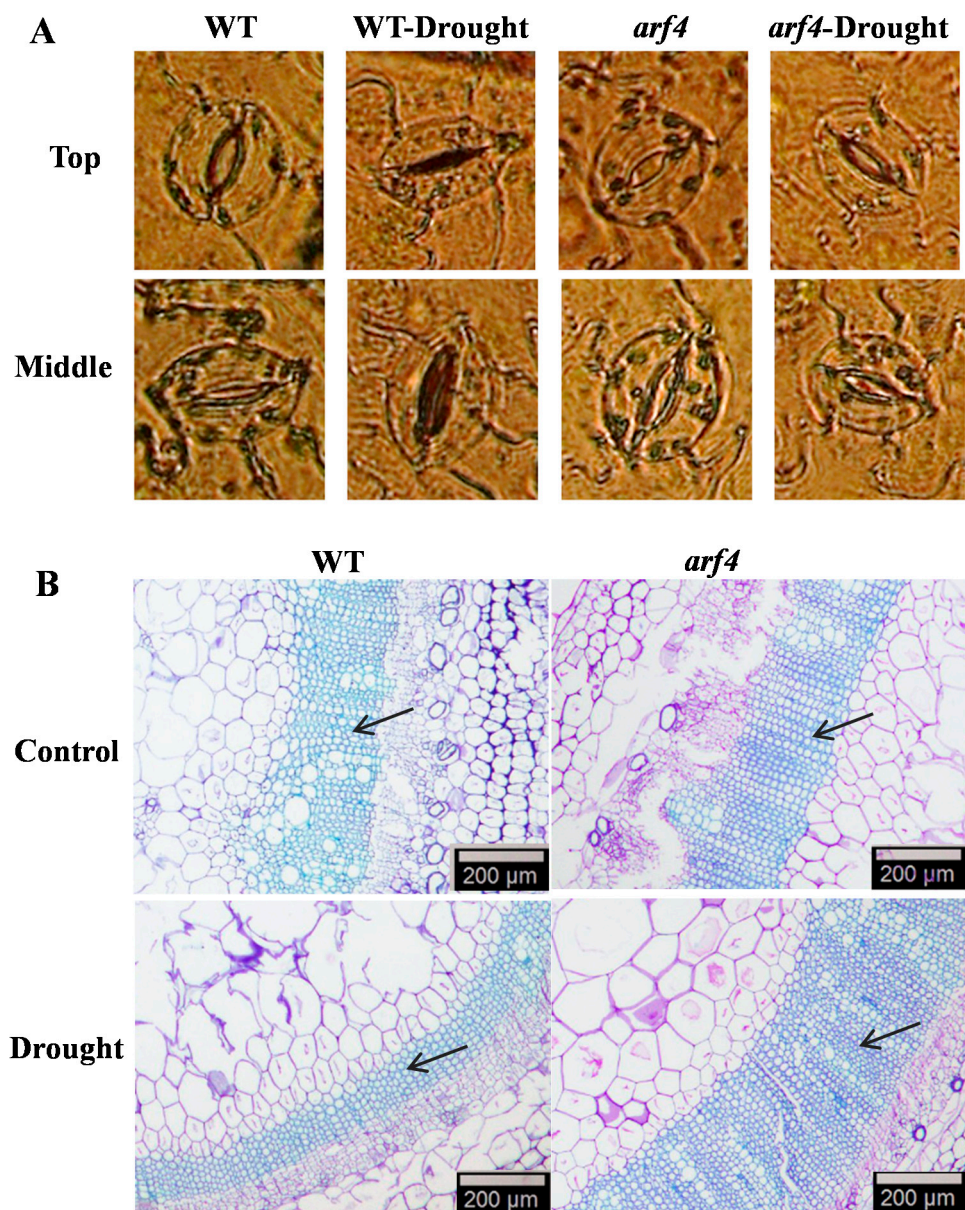 A
WT WT-Drought arf4 arf4-Drought
Top
Middle
B
WT arf4
Control
200 µm 200 µm
Drought
200 µm 200 µm